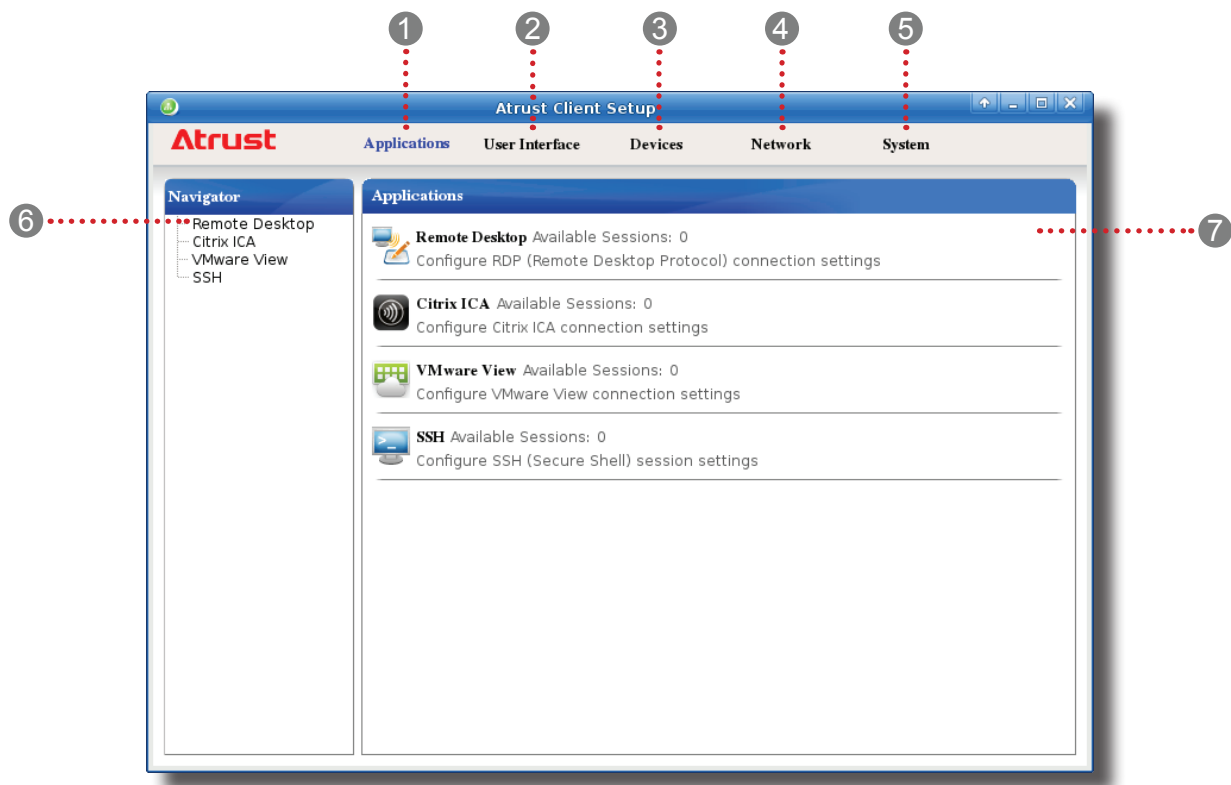 1 2 3 4 5
Atrust Client Setup
Atrust Applications User Interface Devices Network System
Navigator
6
Remote Desktop
Citrix ICA
VMware View
SSH
Applications
7
Remote Desktop Available Sessions: 0
Configure RDP (Remote Desktop Protocol) connection settings
Citrix ICA Available Sessions: 0
Configure Citrix ICA connection settings
VMware View Available Sessions: 0
Configure VMware View connection settings
SSH Available Sessions: 0
Configure SSH (Secure Shell) session settings